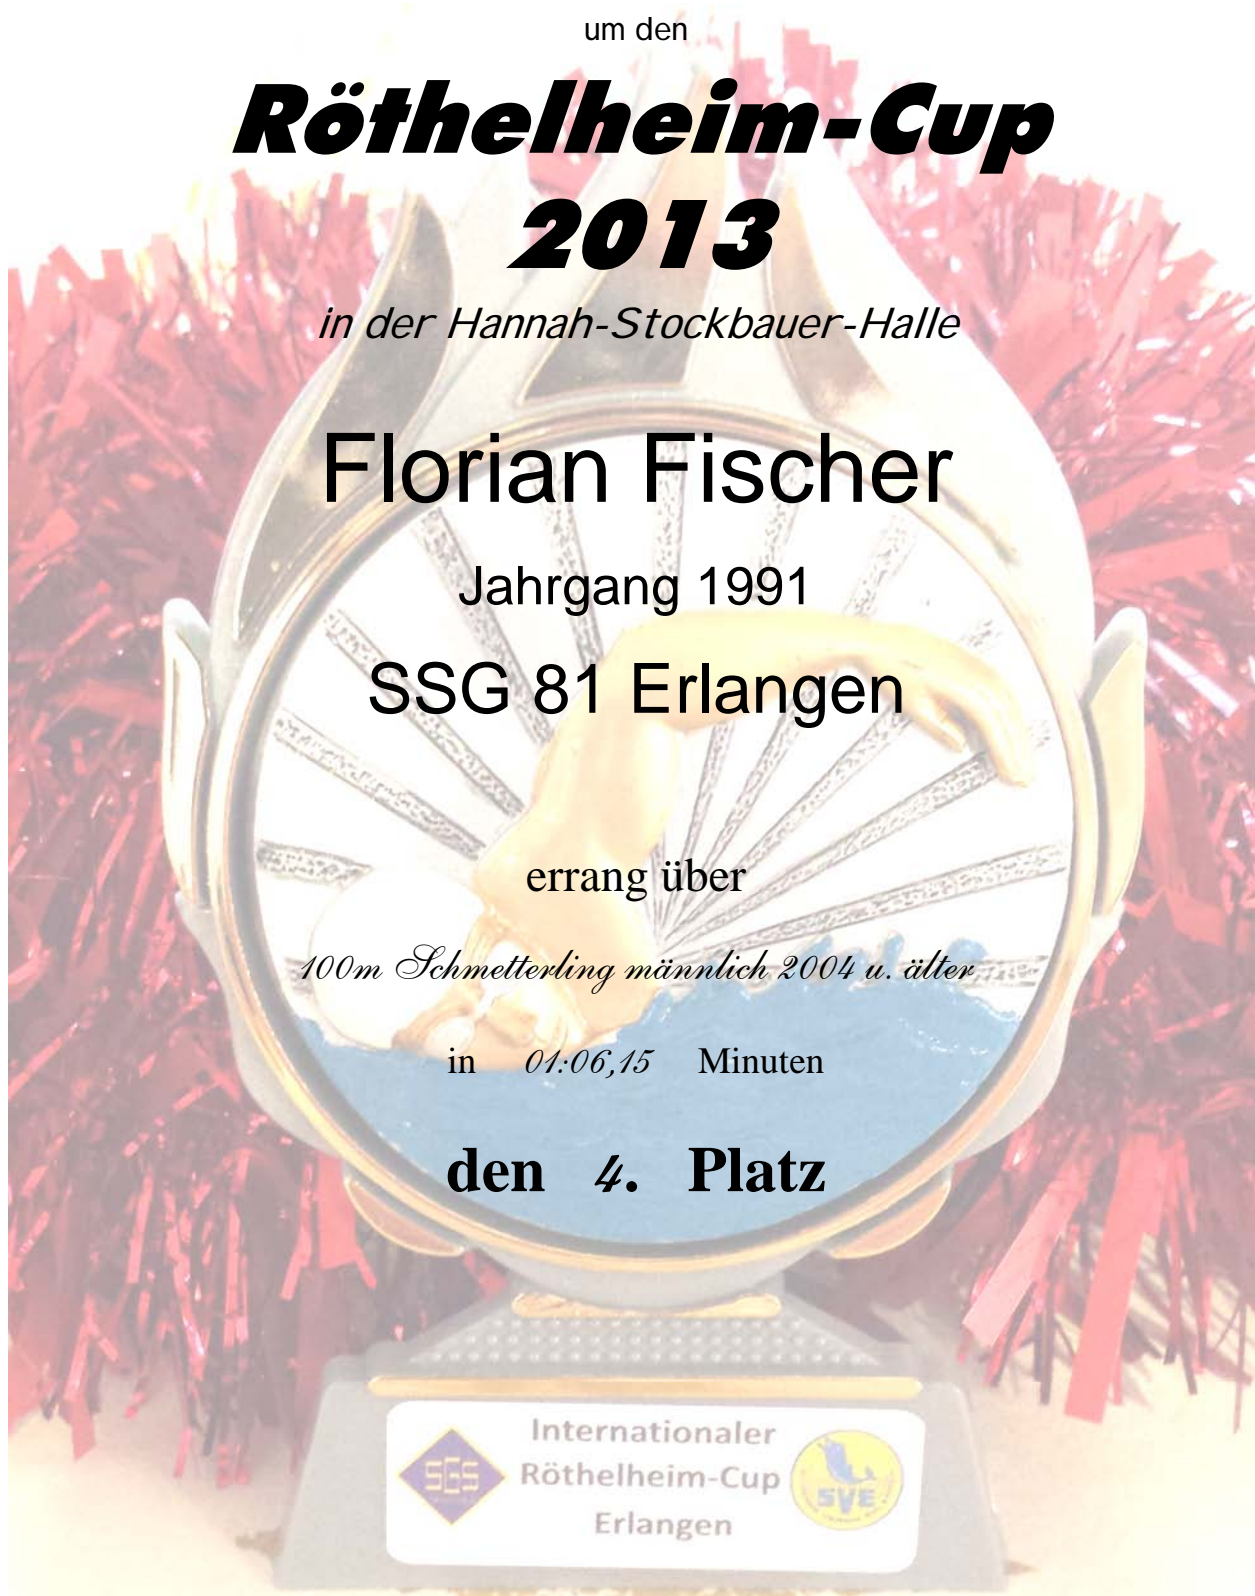 um den
Röthelheim-Cup
2013
in der Hannah-Stockbauer-Halle
Florian Fischer
Jahrgang 1991
SSG 81 Erlangen
errang über
100m Schmetterling männlich 2004 u. älter
in 01:06,15 Minuten
den 4. Platz
Internationaler
SGS Röthelheim-Cup SVE
Erlangen